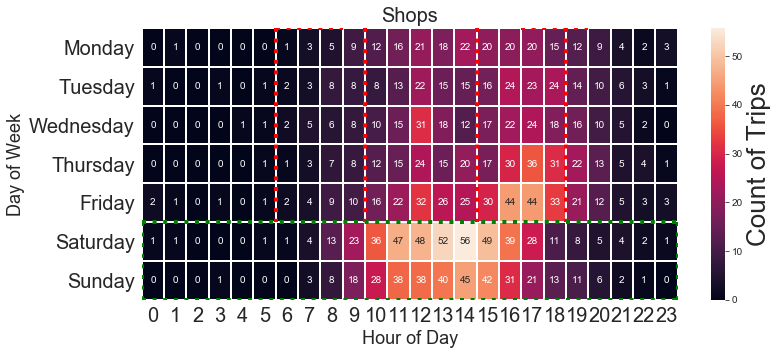 Shops
Monday 0 1 0 0 0 0 1 3 5 9 12 16 21 18 22 20 20 20 15 12 9 4 2 3
Tuesday 1 0 0 1 0 1 2 3 8 8 8 13 22 15 15 16 24 23 24 14 10 6 3 1
Wednesday 0 0 0 0 1 1 2 5 6 8 10 15 31 18 12 17 22 24 18 16 10 5 2 0
Thursday 0 0 0 0 0 1 1 3 7 8 12 15 24 15 20 17 30 36 31 22 13 5 4 1
Friday 2 1 0 1 0 1 2 4 9 10 16 22 32 26 25 30 44 44 33 21 12 5 3 3
Saturday 1 1 0 0 0 1 1 4 13 23 36 47 48 52 56 49 39 28 11 8 5 4 2 1
Sunday 0 0 0 1 0 0 0 3 8 18 28 38 38 40 45 42 31 21 13 11 6 2 1 0
0 1 2 3 4 5 6 7 8 9 10 11 12 13 14 15 16 17 18 19 20 21 22 23
Hour of Day
Day of Week
50
40
30
20
10
0
Count of Trips